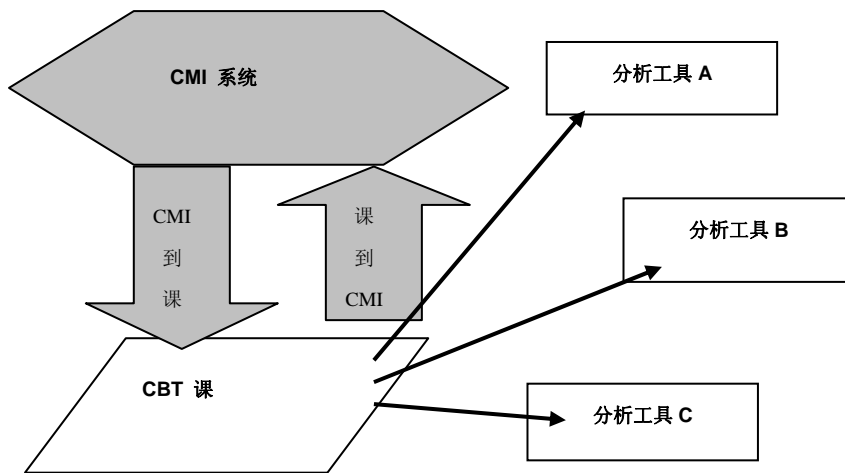 CMI 系统
分析工具 A
CMI
到
课
课
到
CMI
分析工具 B
CBT 课
分析工具 C